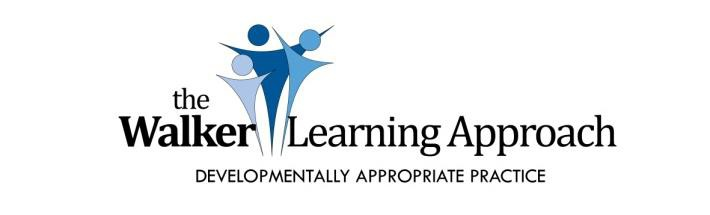 the
Walker Learning Approach
DEVELOPMENTALLY APPROPRIATE PRACTICE